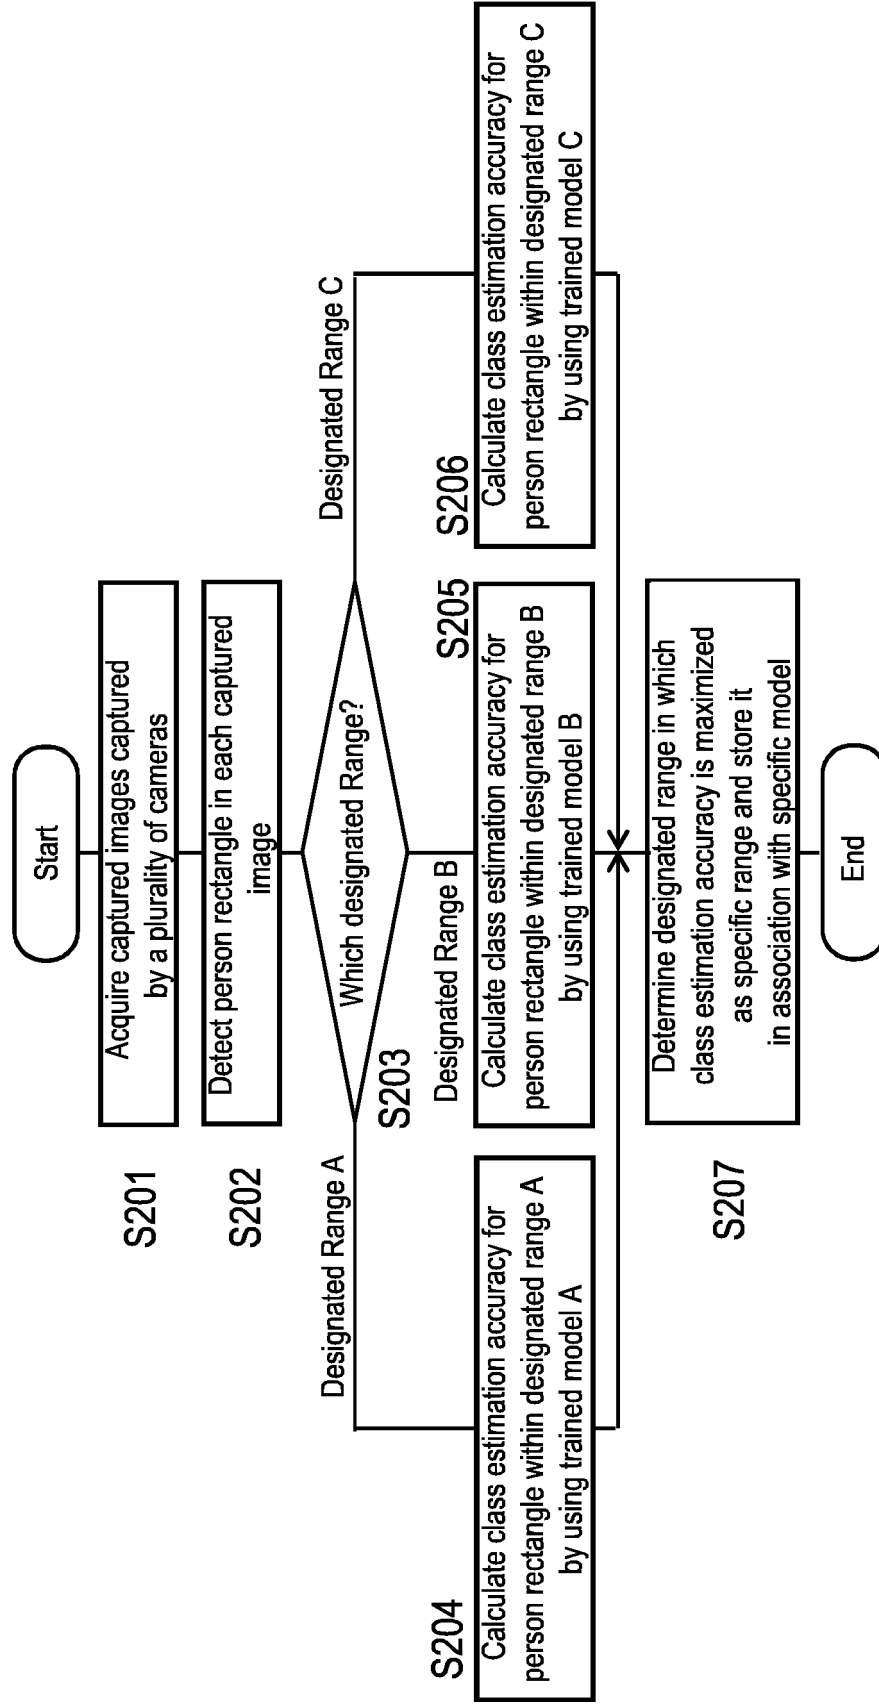 Start
S201
Acquire captured images captured
by a plurality of cameras
S202
Detect person rectangle in each captured
image
Which designated Range?
S203
Designated Range A
Designated Range B
Designated Range C
S204
Calculate class estimation accuracy for
person rectangle within designated range A
by using trained model A
S205
Calculate class estimation accuracy for
person rectangle within designated range B
by using trained model B
S206
Calculate class estimation accuracy for
person rectangle within designated range C
by using trained model C
S207
Determine designated range in which
class estimation accuracy is maximized
as specific range and store it
in association with specific model
End